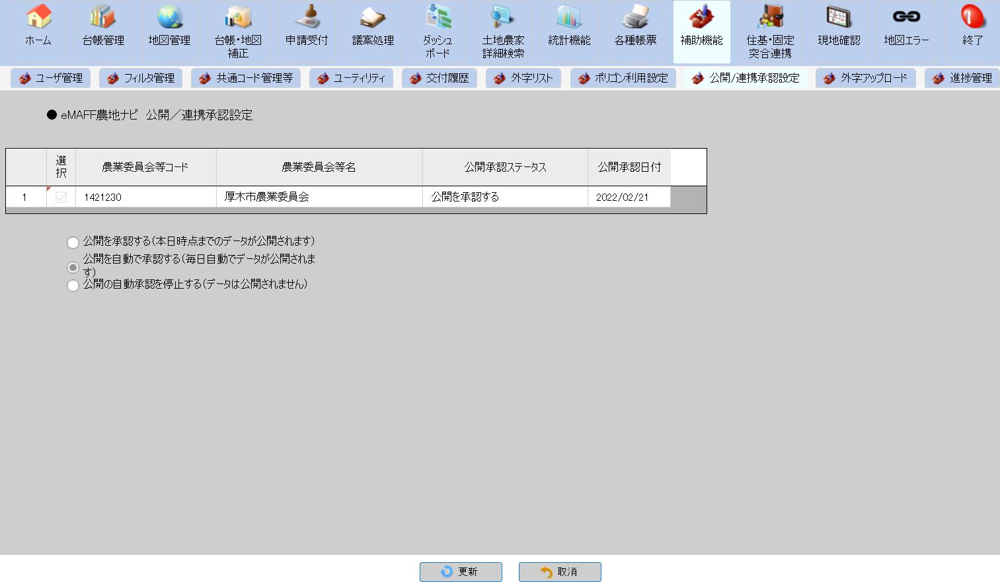 ホーム
台帳管理
地図管理
台帳・地図
補正
申請受付
議案処理
ダッシュ
ボード
土地農家
詳細検索
統計機能
各種帳票
補助機能
住基・固定
突合連携
現地確認
地図エラー
終了
ユーザ管理
フィルタ管理
共通コード管理等
ユーティリティ
交付履歴
外字リスト
ポリゴン利用設定
公開/連携承認設定
外字アップロード
進捗管理
● eMAFF農地ナビ 公開／連携承認設定
選
択
農業委員会等コード
農業委員会等名
公開承認ステータス
公開承認日付
1
1421230
厚木市農業委員会
公開を承認する
2022/02/21
公開を承認する(本日時点までのデータが公開されます)
公開を自動で承認する(毎日自動でデータが公開されま
す)
公開の自動承認を停止する(データは公開されません)
更新
取消